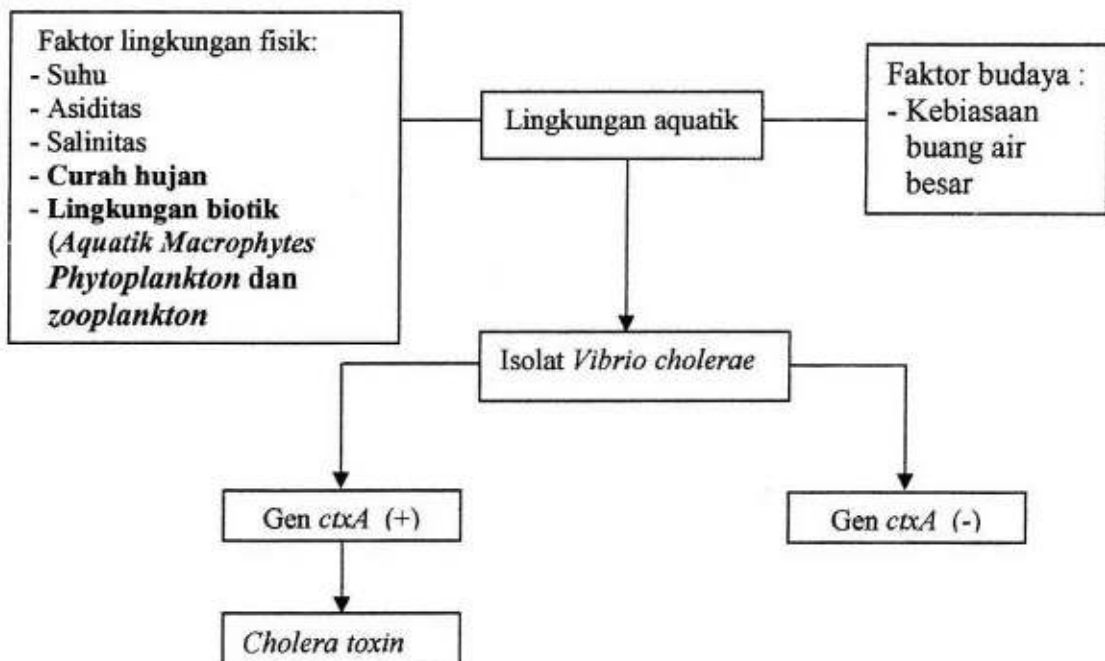 Faktor lingkungan fisik:
- Suhu
- Asiditas
- Salinitas
- Curah hujan
- Lingkungan biotik
(Aquatik Macrophytes
Phytoplankton dan
zooplankton
Lingkungan aquatik
Faktor budaya :
- Kebiasaan
buang air
besar
Isolat Vibrio cholerae
Gen ctxA (+)
Gen ctxA (-)
Cholera toxin